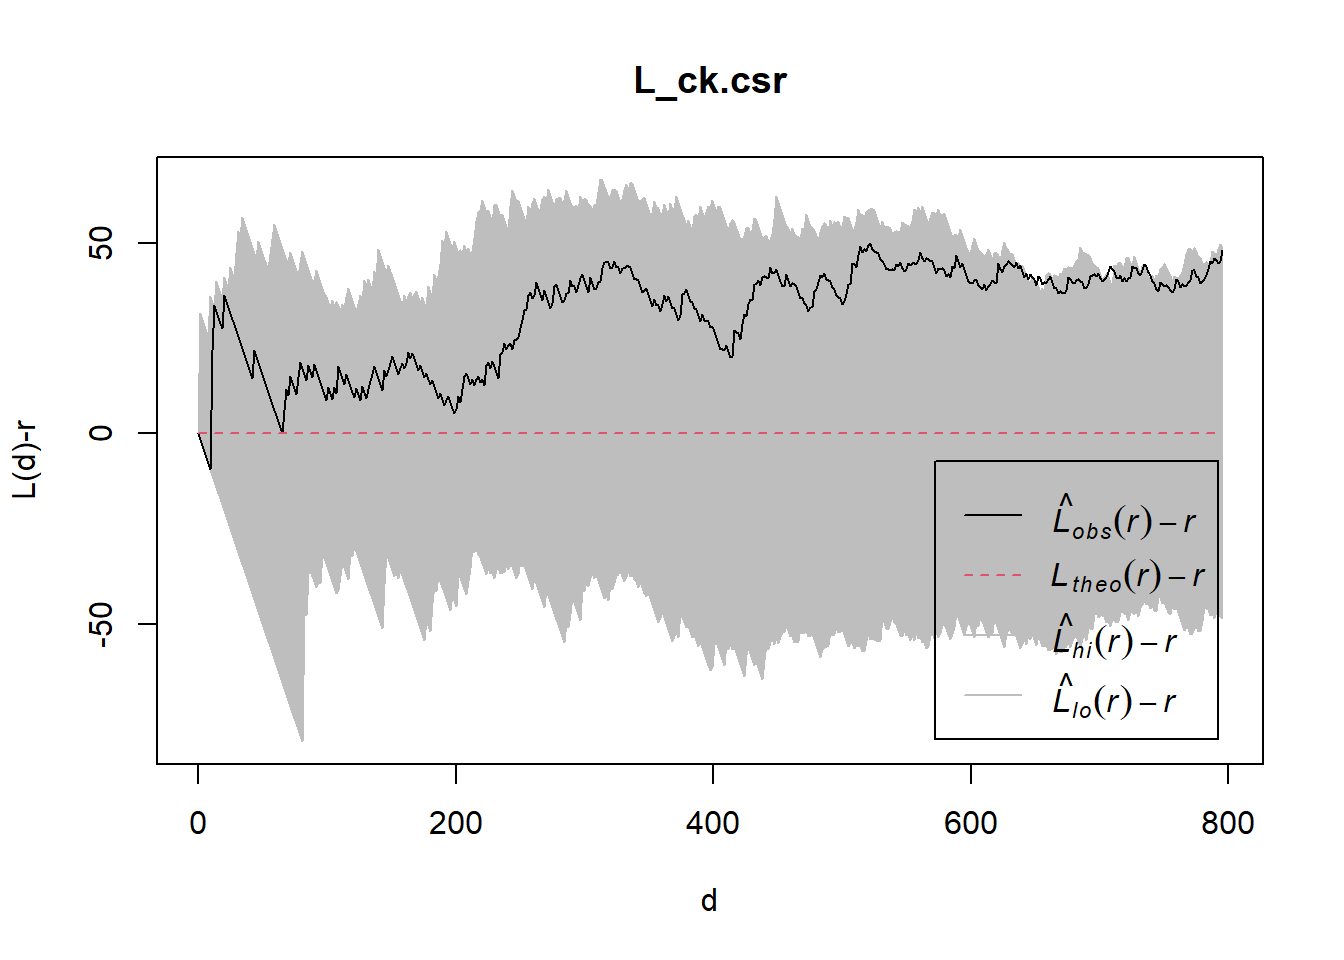 L_ck.csr
L(d)-r
50
0
-50
0 200 400 600 800
d
L̂obs(r) − r
Ltheo(r) − r
L̂hi(r) − r
L̂lo(r) − r